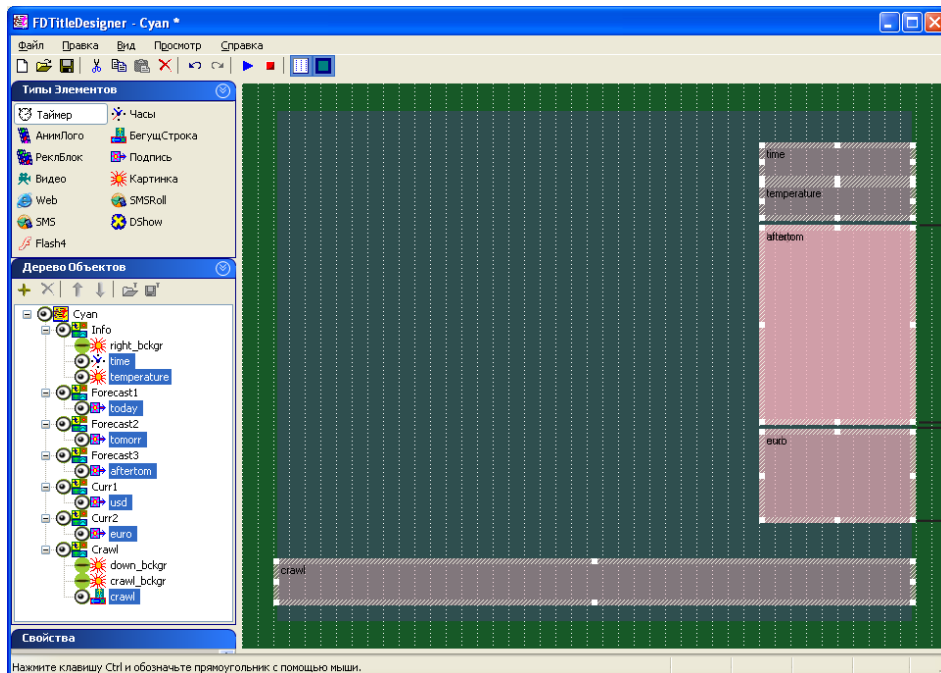 FDTitleDesigner - Cyan *
Файл Правка Вид Просмотр Справка
Типы Элементов
Таймер Часы
АнимЛого БегущСтрока
РеклБлок Подпись
Видео Картинка
Web SMSRoll
SMS DShow
Flash4
Дерево Объектов
Cyan
Info
right_bckgr
time
temperature
Forecast1
today
Forecast2
tomorr
Forecast3
aftertom
Curr1
usd
Curr2
euro
Crawl
down_bckgr
crawl_bckgr
crawl
Свойства
time
temperature
aftertom
euro
crawl
Нажмите клавишу Ctrl и обозначьте прямоугольник с помощью мыши.